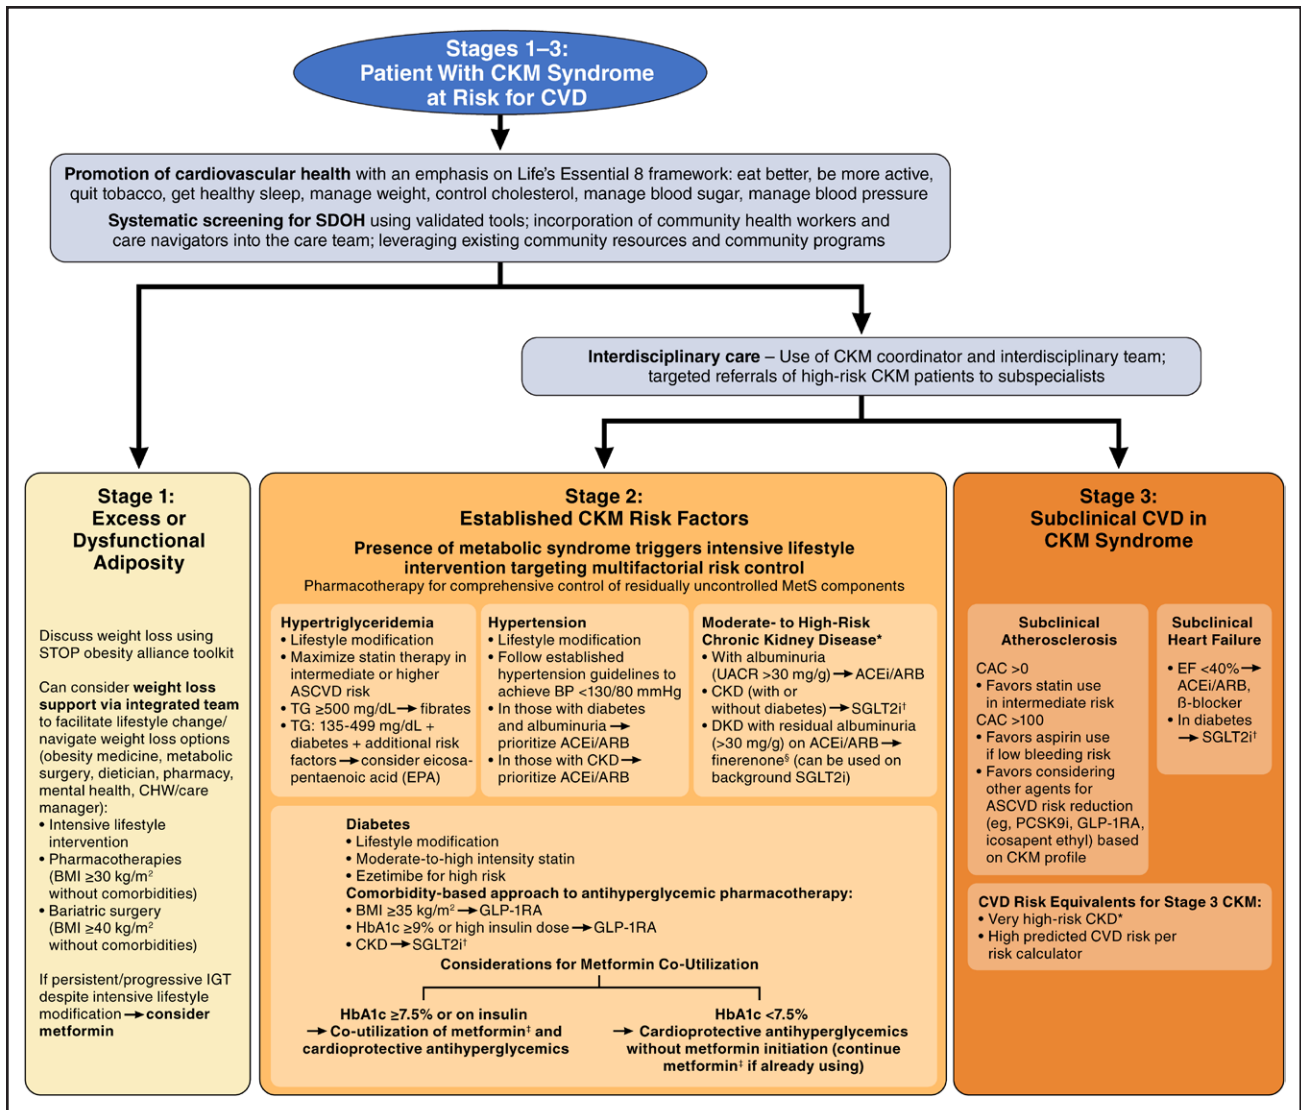 Stages 1–3:
Patient With CKM Syndrome
at Risk for CVD
Promotion of cardiovascular health with an emphasis on Life's Essential 8 framework: eat better, be more active,
quit tobacco, get healthy sleep, manage weight, control cholesterol, manage blood sugar, manage blood pressure
Systematic screening for SDOH using validated tools; incorporation of community health workers and
care navigators into the care team; leveraging existing community resources and community programs
Interdisciplinary care – Use of CKM coordinator and interdisciplinary team;
targeted referrals of high-risk CKM patients to subspecialists
Stage 1:
Excess or
Dysfunctional
Adiposity
Discuss weight loss using
STOP obesity alliance toolkit
Can consider weight loss
support via integrated team
to facilitate lifestyle change/
navigate weight loss options
(obesity medicine, metabolic
surgery, dietician, pharmacy,
mental health, CHW/care
manager):
• Intensive lifestyle
intervention
• Pharmacotherapies
(BMI ≥30 kg/m²
without comorbidities)
• Bariatric surgery
(BMI ≥40 kg/m²
without comorbidities)
If persistent/progressive IGT
despite intensive lifestyle
modification → consider
metformin
Stage 2:
Established CKM Risk Factors
Presence of metabolic syndrome triggers intensive lifestyle
intervention targeting multifactorial risk control
Pharmacotherapy for comprehensive control of residually uncontrolled MetS components
Hypertriglyceridemia
• Lifestyle modification
• Maximize statin therapy in
intermediate or higher
ASCVD risk
• TG ≥500 mg/dL → fibrates
• TG: 135-499 mg/dL +
diabetes + additional risk
factors → consider eicosa-
pentaenoic acid (EPA)
Hypertension
• Lifestyle modification
• Follow established
hypertension guidelines to
achieve BP <130/80 mmHg
• In those with diabetes
and albuminuria →
prioritize ACEi/ARB
• In those with CKD →
prioritize ACEi/ARB
Moderate- to High-Risk
Chronic Kidney Disease*
• With albuminuria
(UACR >30 mg/g) → ACEi/ARB
• CKD (with or
without diabetes) → SGLT2i†
• DKD with residual albuminuria
(>30 mg/g) on ACEi/ARB →
finerenone§ (can be used on
background SGLT2i)
Diabetes
• Lifestyle modification
• Moderate-to-high intensity statin
• Ezetimibe for high risk
Comorbidity-based approach to antihyperglycemic pharmacotherapy:
• BMI ≥35 kg/m² → GLP-1RA
• HbA1c ≥9% or high insulin dose → GLP-1RA
• CKD → SGLT2i†
Considerations for Metformin Co-Utilization
HbA1c ≥7.5% or on insulin
→ Co-utilization of metformin‡ and
cardioprotective antihyperglycemics
HbA1c <7.5%
→ Cardioprotective antihyperglycemics
without metformin initiation (continue
metformin‡ if already using)
Stage 3:
Subclinical CVD in
CKM Syndrome
Subclinical
Atherosclerosis
CAC >0
• Favors statin use
in intermediate risk
CAC >100
• Favors aspirin use
if low bleeding risk
• Favors considering
other agents for
ASCVD risk reduction
(eg, PCSK9i, GLP-1RA,
icosapent ethyl) based
on CKM profile
Subclinical
Heart Failure
• EF <40% →
ACEi/ARB,
ß-blocker
• In diabetes
→ SGLT2i†
CVD Risk Equivalents for Stage 3 CKM:
• Very high-risk CKD*
• High predicted CVD risk per
risk calculator